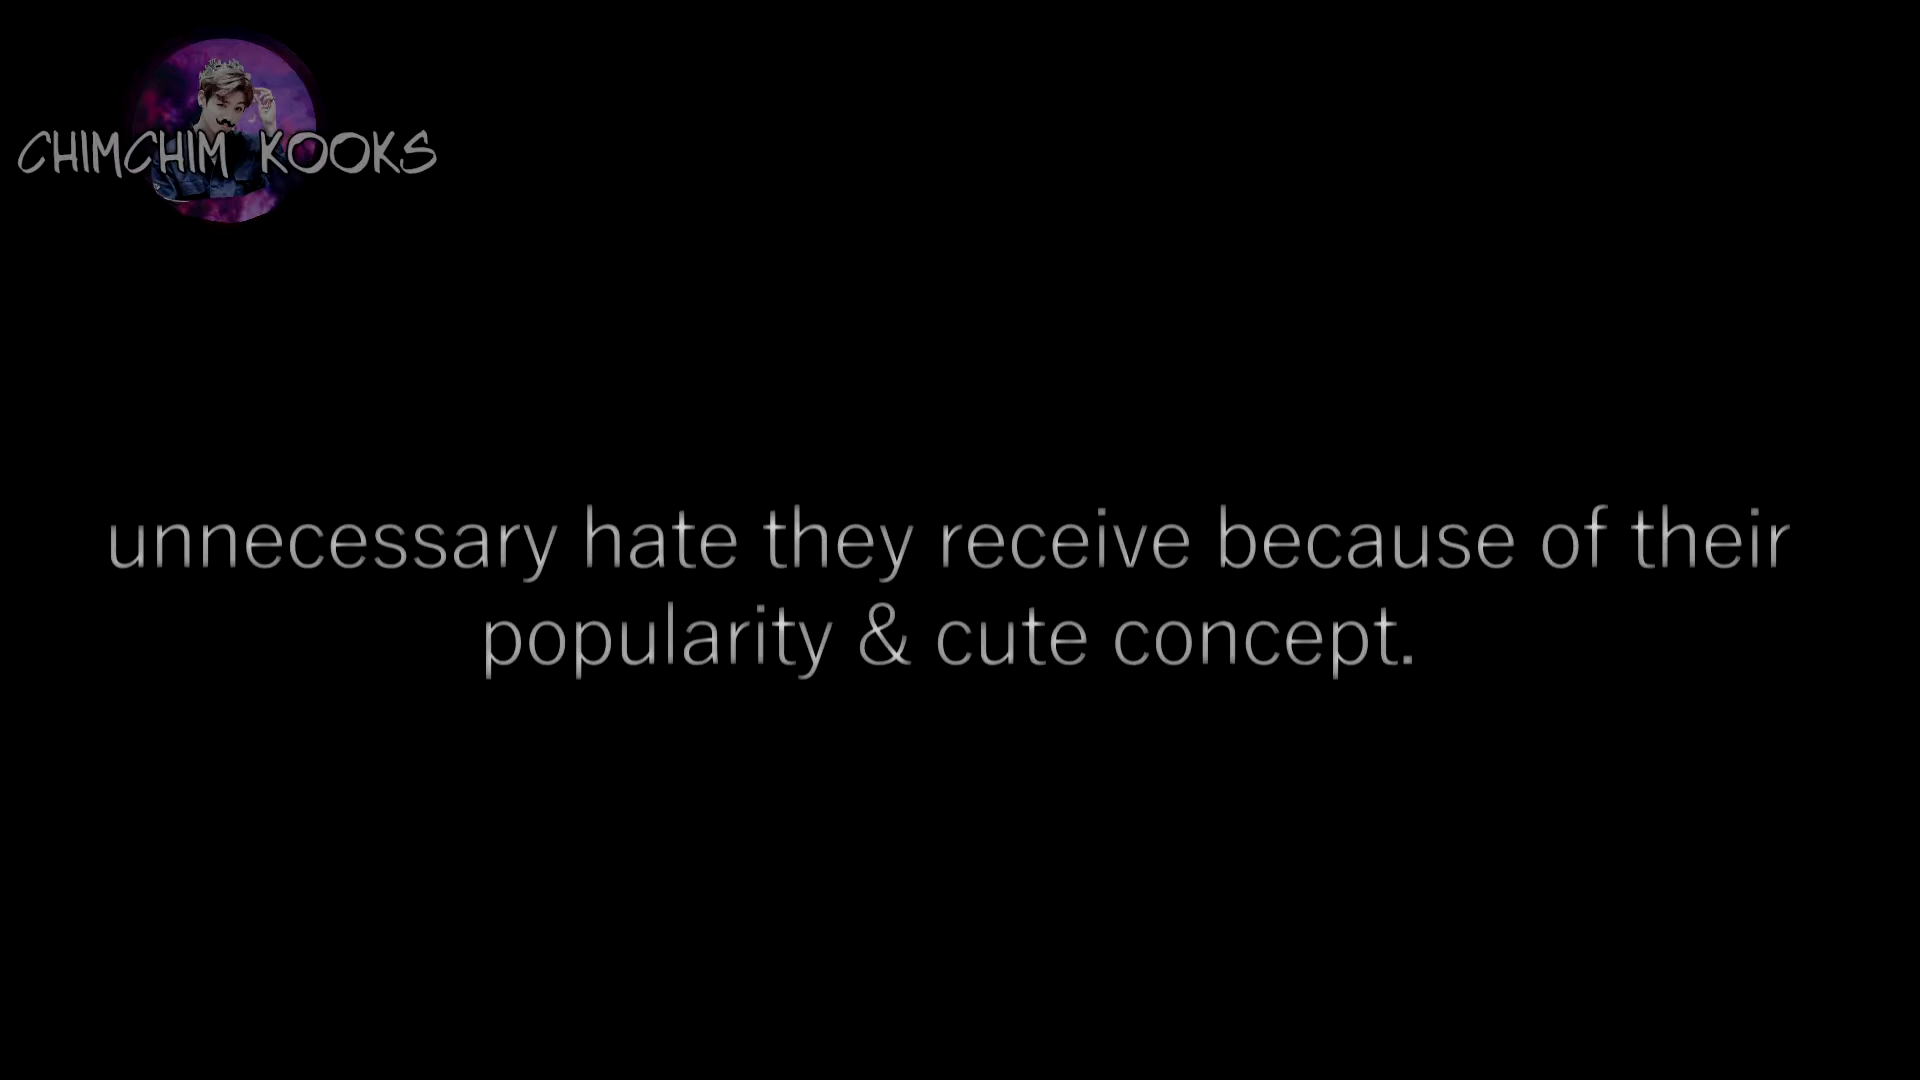 CHIMCHIM KOOKS
unnecessary hate they receive because of their
popularity & cute concept.